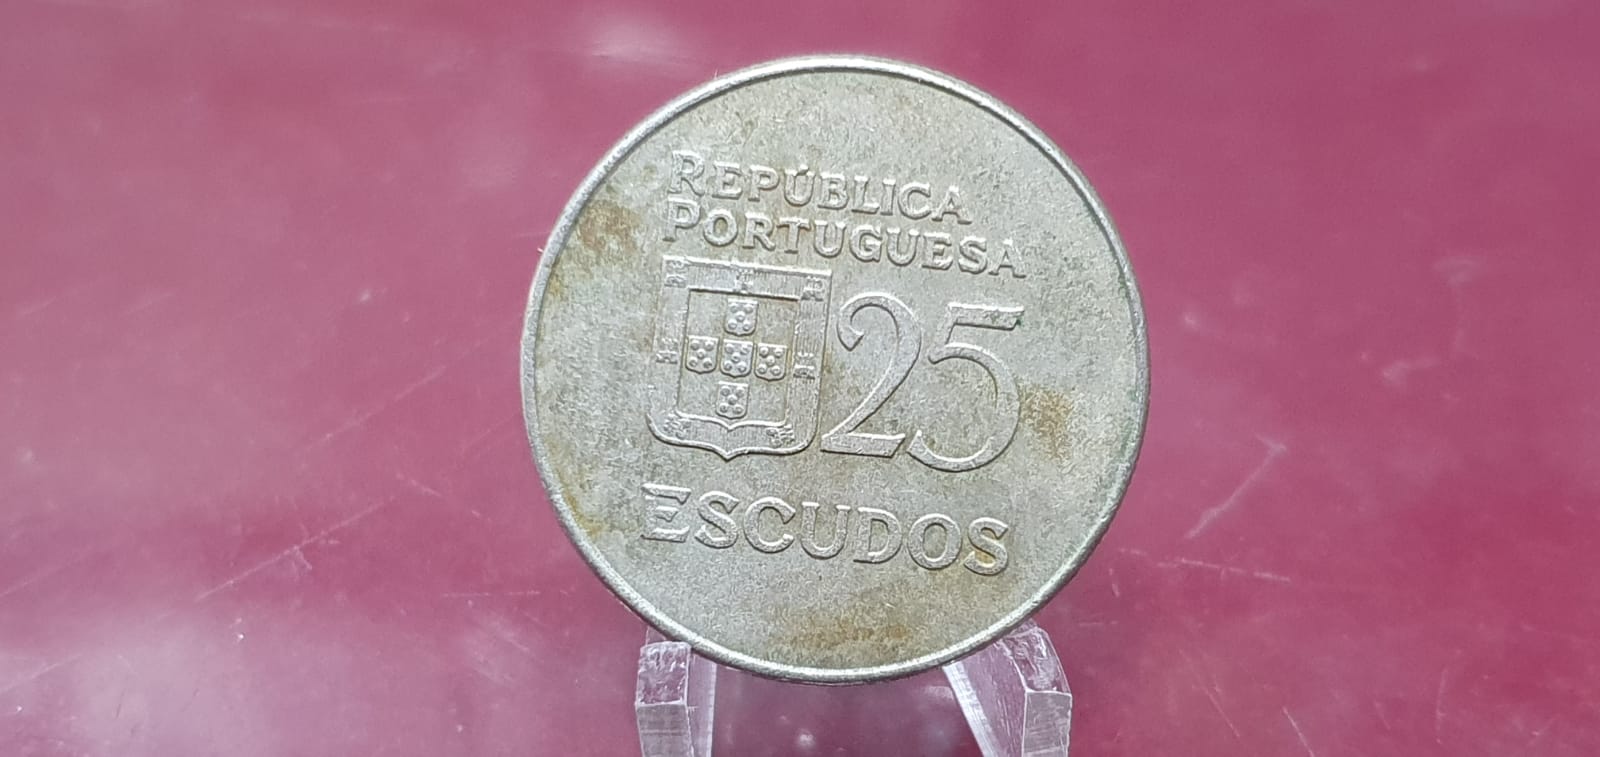 REPÚBLICA
PORTUGUESA
25
ESCUDOS